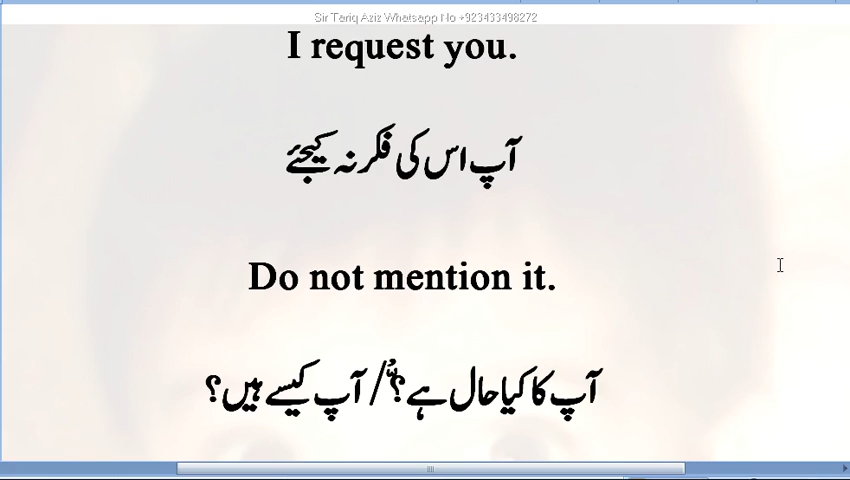 Sir Tariq Aziz Whatsapp No +923433498272
I request you.
آپ اس کی فکر نہ کیجئے
Do not mention it.
آپ کا کیا حال ہے؟/ آپ کیسے ہیں؟